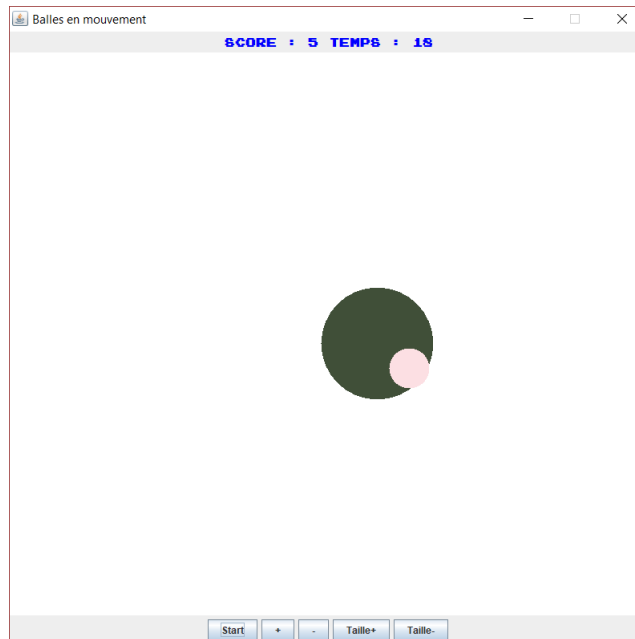 Balles en mouvement
SCORE : 5 TEMPS : 18
Start + - Taille+ Taille-